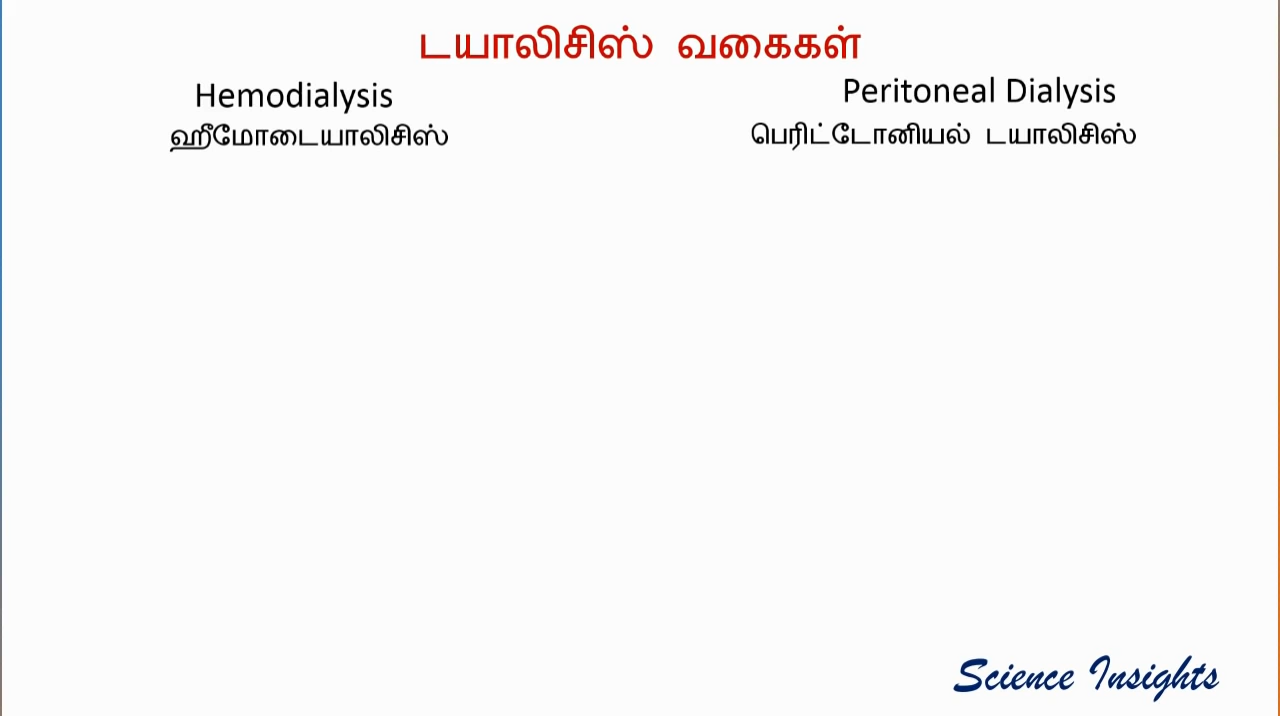 டயாலிசிஸ் வகைகள்
Hemodialysis
ஹீமோடையாலிசிஸ்
Peritoneal Dialysis
பெரிட்டோனியல் டயாலிசிஸ்
Science Insights